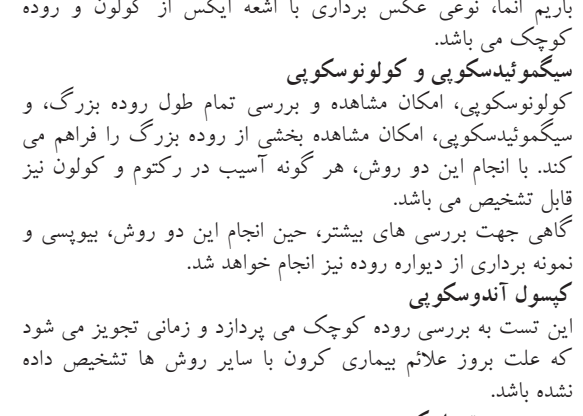 باریم انما، نوعی عکس برداری با اشعه ایکس از کولون و روده
کوچک می باشد.
سیگموئیدسکوپی و کولونوسکوپی
کولونوسکوپی، امکان مشاهده و بررسی تمام طول روده بزرگ، و
سیگموئیدسکوپی، امکان مشاهده بخشی از روده بزرگ را فراهم می
کند. با انجام این دو روش، هر گونه آسیب در رکتوم و کولون نیز
قابل تشخیص می باشد.
گاهی جهت بررسی های بیشتر، حین انجام این دو روش، بیوپسی و
نمونه برداری از دیواره روده نیز انجام خواهد شد.
کپسول آندوسکوپی
این تست به بررسی روده کوچک می پردازد و زمانی تجویز می شود
که علت بروز علائم بیماری کرون با سایر روش ها تشخیص داده
نشده باشد.